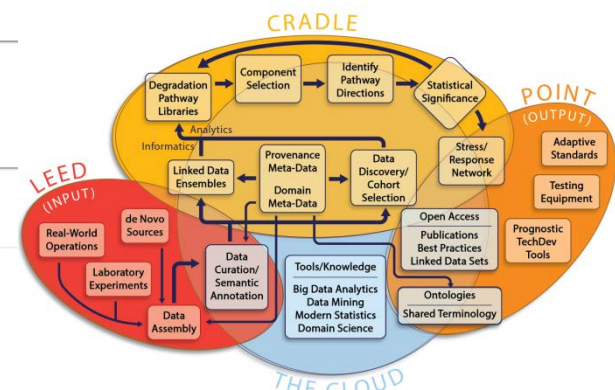 CRADLE
Degradation
Pathway
Libraries
Component
Selection
Identify
Pathway
Directions
Statistical
Significance
POINT
(OUTPUT)
Analytics
Informatics
Stress/
Response
Network
Adaptive
Standards
LEED
(INPUT)
Linked Data
Ensembles
Provenance
Meta-Data
Domain
Meta-Data
Data
Discovery/
Cohort
Selection
Testing
Equipment
Real-World
Operations
de Novo
Sources
Open Access
Publications
Best Practices
Linked Data Sets
Prognostic
TechDev
Tools
Laboratory
Experiments
Data
Curation/
Semantic
Annotation
Tools/Knowledge
Big Data Analytics
Data Mining
Modern Statistics
Domain Science
Ontologies
Shared Terminology
Data
Assembly
THE CLOUD